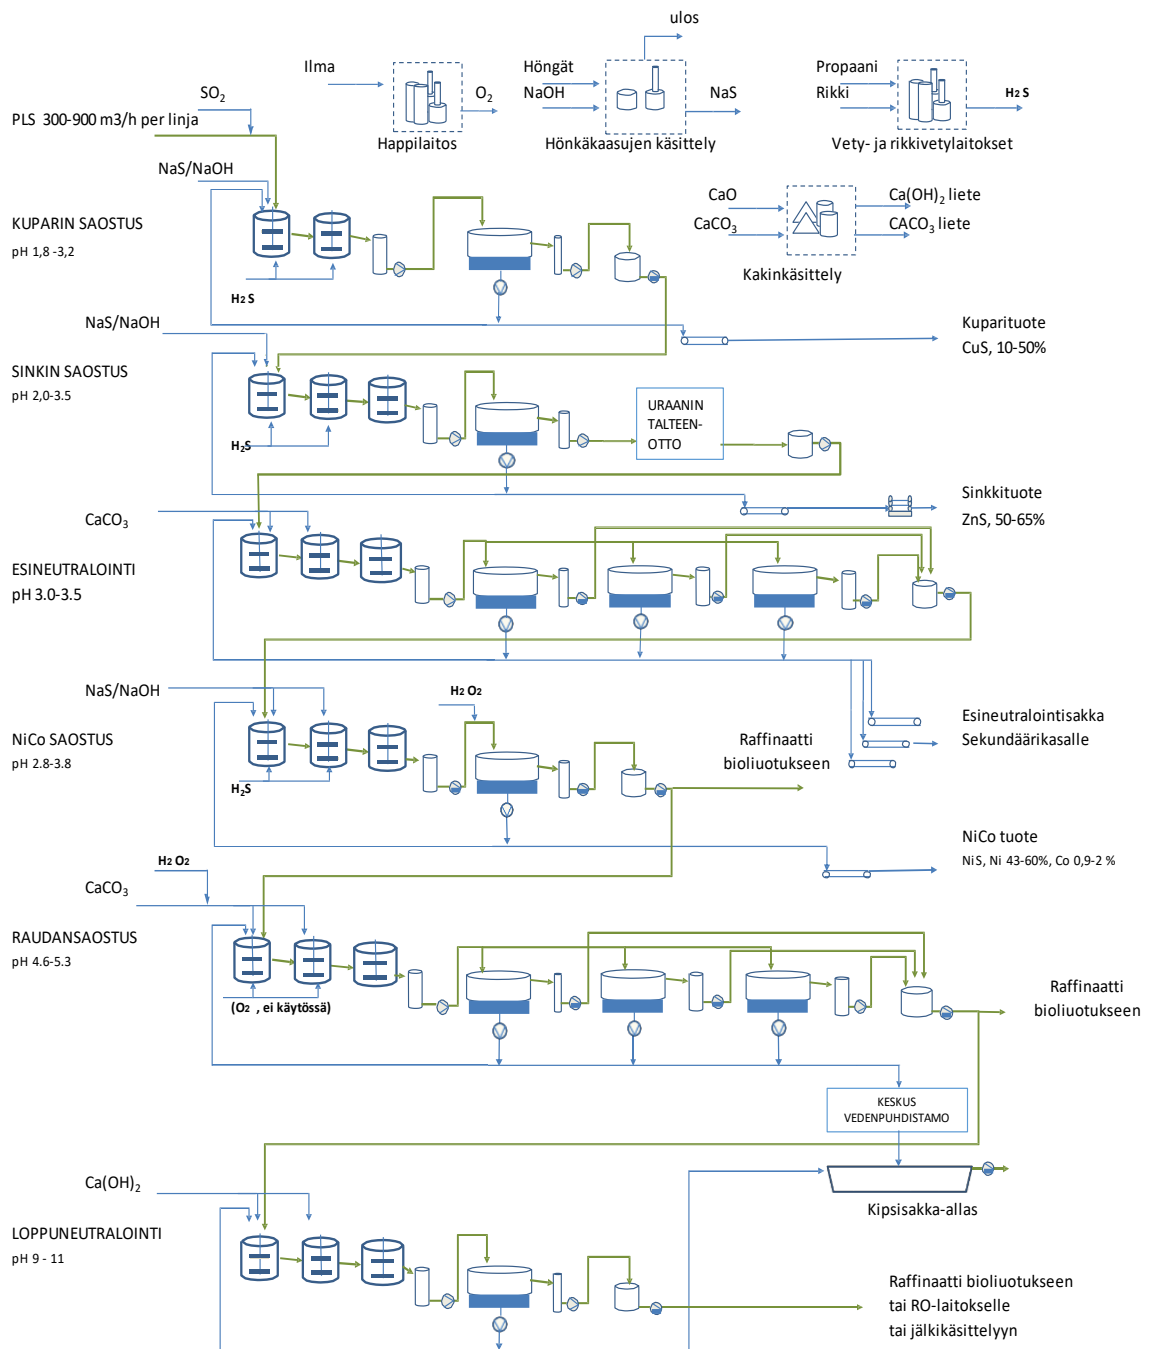 ulos
Ilma
Höngät
Propaani
SO2
O2
NaOH
NaS
Rikki
H2 S
PLS 300-900 m3/h per linja
Happilaitos
Hönkäkaasujen käsittely
Vety- ja rikkivetylaitokset
NaS/NaOH
CaO
Ca(OH)2 liete
KUPARIN SAOSTUS
CaCO3
CACO3 liete
pH 1,8 -3,2
Kakinkäsittely
H2 S
NaS/NaOH
Kuparituote
CuS, 10-50%
SINKIN SAOSTUS
pH 2,0-3.5
URAANIN
TALTEEN-
OTTO
H2S
Sinkkituote
ZnS, 50-65%
CaCO3
ESINEUTRALOINTI
pH 3.0-3.5
NaS/NaOH
H2 O2
Esineutralointisakka
Sekundäärikasalle
NiCo SAOSTUS
pH 2.8-3.8
Raffinaatti
bioliuotukseen
H2S
NiCo tuote
NiS, Ni 43-60%, Co 0,9-2 %
H2 O2
CaCO3
RAUDANSAOSTUS
pH 4.6-5.3
(O2 , ei käytössä)
Raffinaatti
bioliuotukseen
KESKUS
VEDENPUHDISTAMO
Ca(OH)2
Kipsisakka-allas
LOPPUNEUTRALOINTI
pH 9 - 11
Raffinaatti bioliuotukseen
tai RO-laitokselle
tai jälkikäsittelyyn